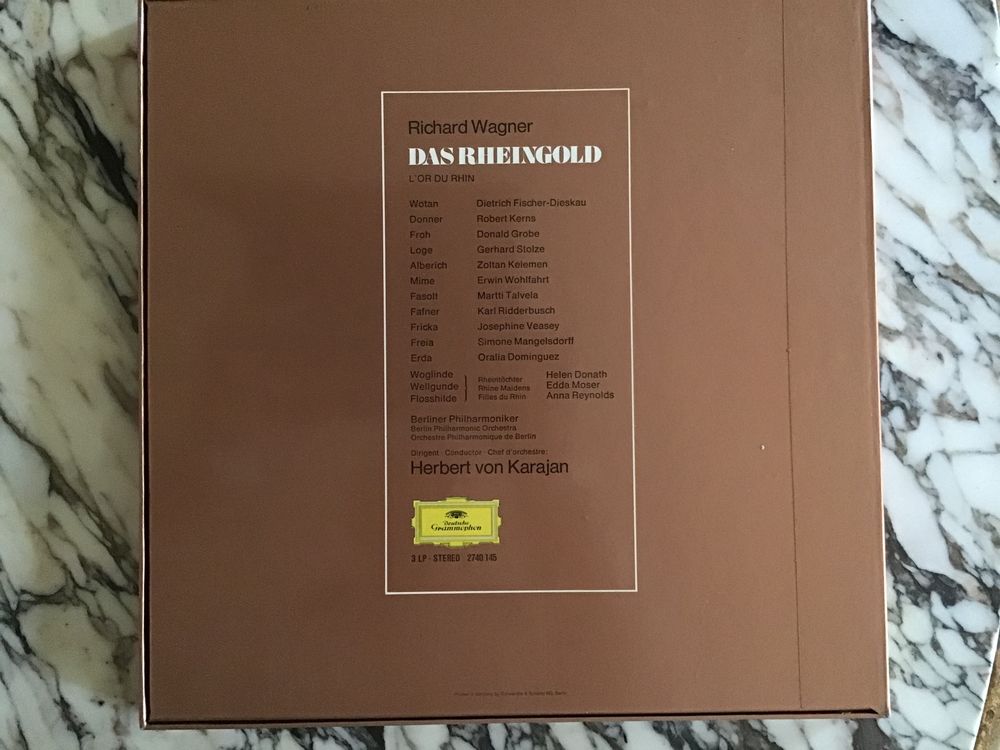 Richard Wagner
DAS RHEINGOLD
L'OR DU RHIN
Wotan Dietrich Fischer-Dieskau
Donner Robert Kerns
Froh Donald Grobe
Loge Gerhard Stolze
Alberich Zoltan Kelemen
Mime Erwin Wohlfahrt
Fasolt Martti Talvela
Fafner Karl Ridderbusch
Fricka Josephine Veasey
Freia Simone Mangelsdorff
Erda Oralia Dominguez
Woglinde Rheintöchter Helen Donath
Wellgunde Rhine Maidens Edda Moser
Flosshilde Filles du Rhin Anna Reynolds
Berliner Philharmoniker
Berlin Philharmonic Orchestra
Orchestre Philharmonique de Berlin
Dirigent · Conductor · Chef d'orchestre:
Herbert von Karajan
Deutsche
Grammophon
3 LP · STEREO 2740 145
Printed in Germany by